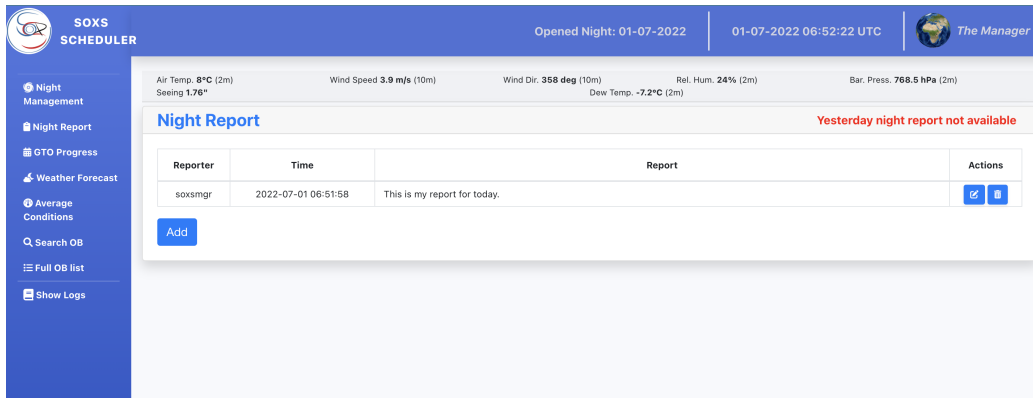 SOXS
SCHEDULER
Opened Night: 01-07-2022
01-07-2022 06:52:22 UTC
The Manager
Night
Management
Night Report
GTO Progress
Weather Forecast
Average
Conditions
Search OB
Full OB list
Show Logs
Air Temp. 8°C (2m) Wind Speed 3.9 m/s (10m) Wind Dir. 358 deg (10m) Rel. Hum. 24% (2m) Bar. Press. 768.5 hPa (2m)
Seeing 1.76" Dew Temp. -7.2°C (2m)
Night Report Yesterday night report not available
Reporter Time Report Actions
soxsmgr 2022-07-01 06:51:58 This is my report for today.
Add